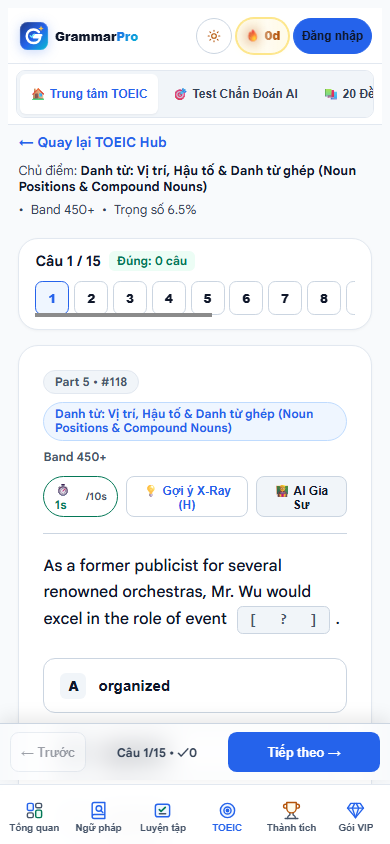 GrammarPro
0đ
Đăng nhập
Trung tâm TOEIC
Test Chẩn Đoán AI
20 Đề
← Quay lại TOEIC Hub
Chủ điểm: Danh từ: Vị trí, Hậu tố & Danh từ ghép (Noun
Positions & Compound Nouns)
• Band 450+ • Trọng số 6.5%
Câu 1 / 15
Đúng: 0 câu
1 2 3 4 5 6 7 8
Part 5 • #118
Danh từ: Vị trí, Hậu tố & Danh từ ghép (Noun
Positions & Compound Nouns)
Band 450+
1s /10s
Gợi ý X-Ray
(H)
AI Gia
Sư
As a former publicist for several
renowned orchestras, Mr. Wu would
excel in the role of event [ ? ] .
A organized
← Trước
Câu 1/15 • ✓0
Tiếp theo →
Tổng quan
Ngữ pháp
Luyện tập
TOEIC
Thành tích
Gói VIP